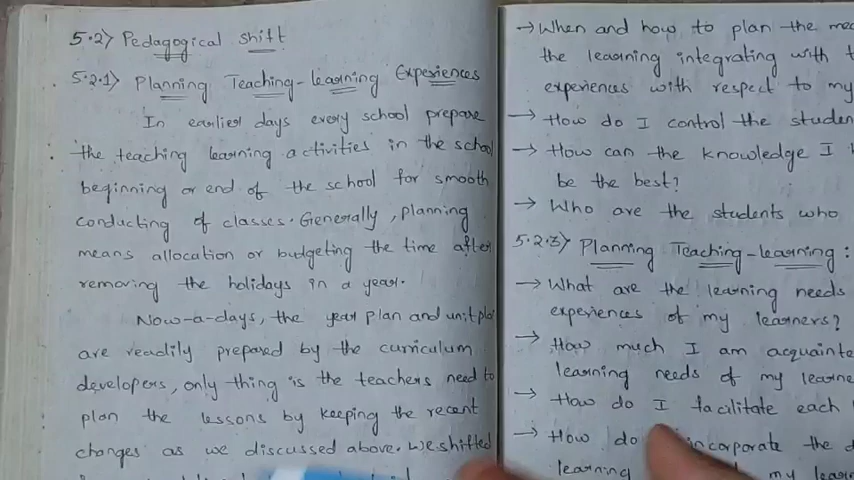 5.2) Pedagogical shift
5.2.1) Planning Teaching-learning Experiences
In earlier days every school prepare
the teaching learning activities in the school
beginning or end of the school for smooth
conducting of classes. Generally, planning
means allocation or budgeting the time after
removing the holidays in a year.
Now-a-days, the year plan and unit pla
are readily prepared by the curriculum
developers, only thing is the teachers need to
plan the lessons by keeping the recent
changes as we discussed above. We shifted
→ When and how to plan the
the learning integrating with
experiences with respect to my
→ How do I control the studen
→ How can the knowledge I
be the best?
→ Who are the students who
5.2.3) Planning Teaching-learning:
→ What are the learning needs
experiences of my learners?
→ How much I am acquainte
learning needs of my learne
→ How do I facilitate each
→ How do incorporate the
learning my lear